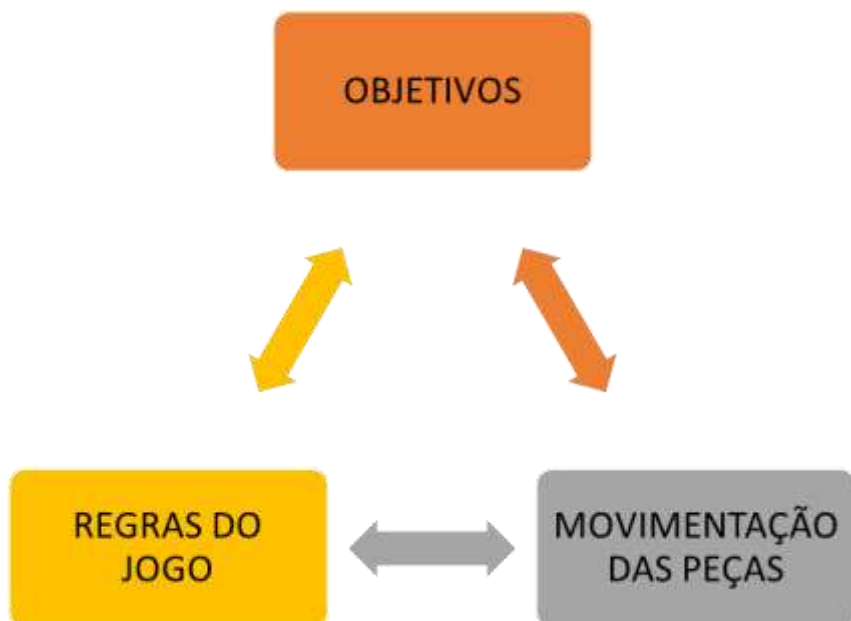 OBJETIVOS
REGRAS DO
JOGO
MOVIMENTAÇÃO
DAS PEÇAS